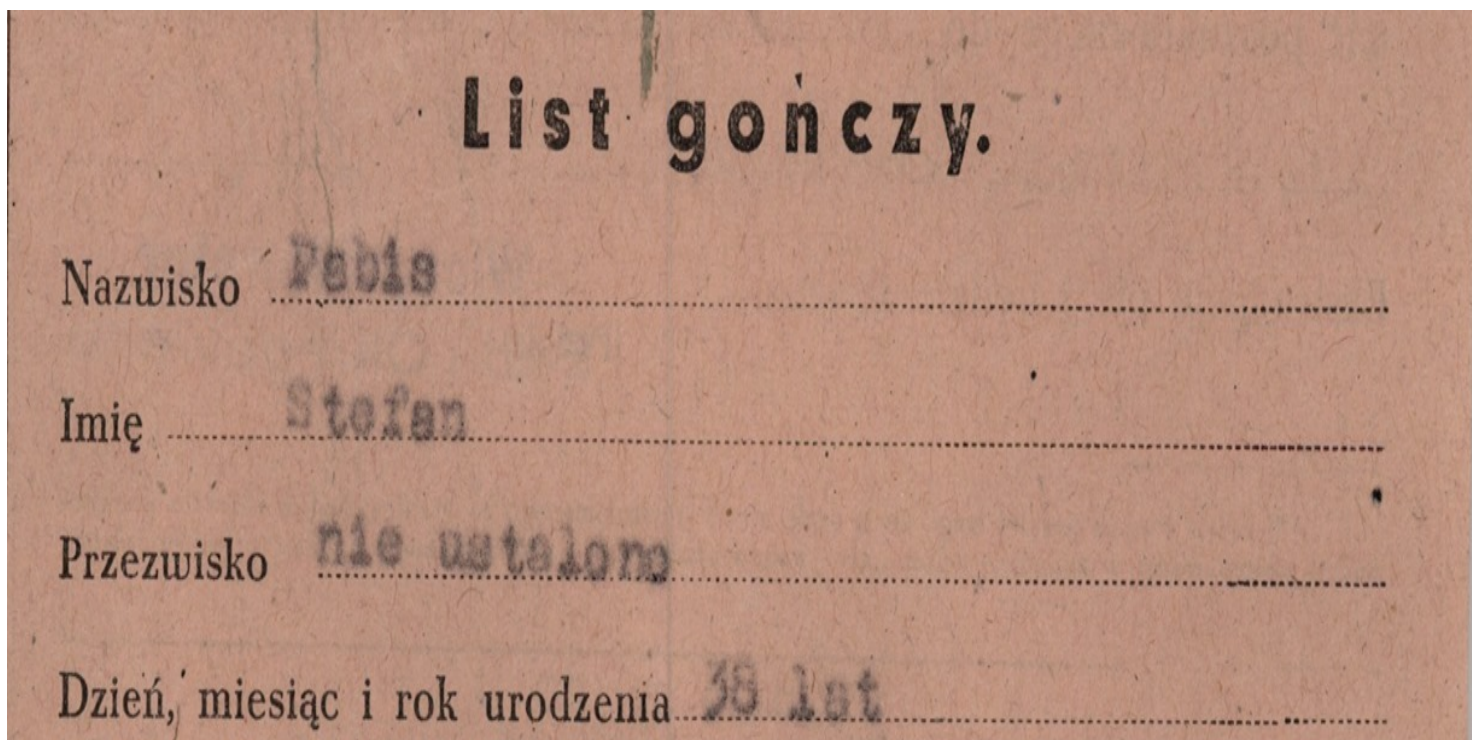 List gończy.
Nazwisko Pabis
Imię Stefan
Przezwisko nie ustalono
Dzień, miesiąc i rok urodzenia 38 lat